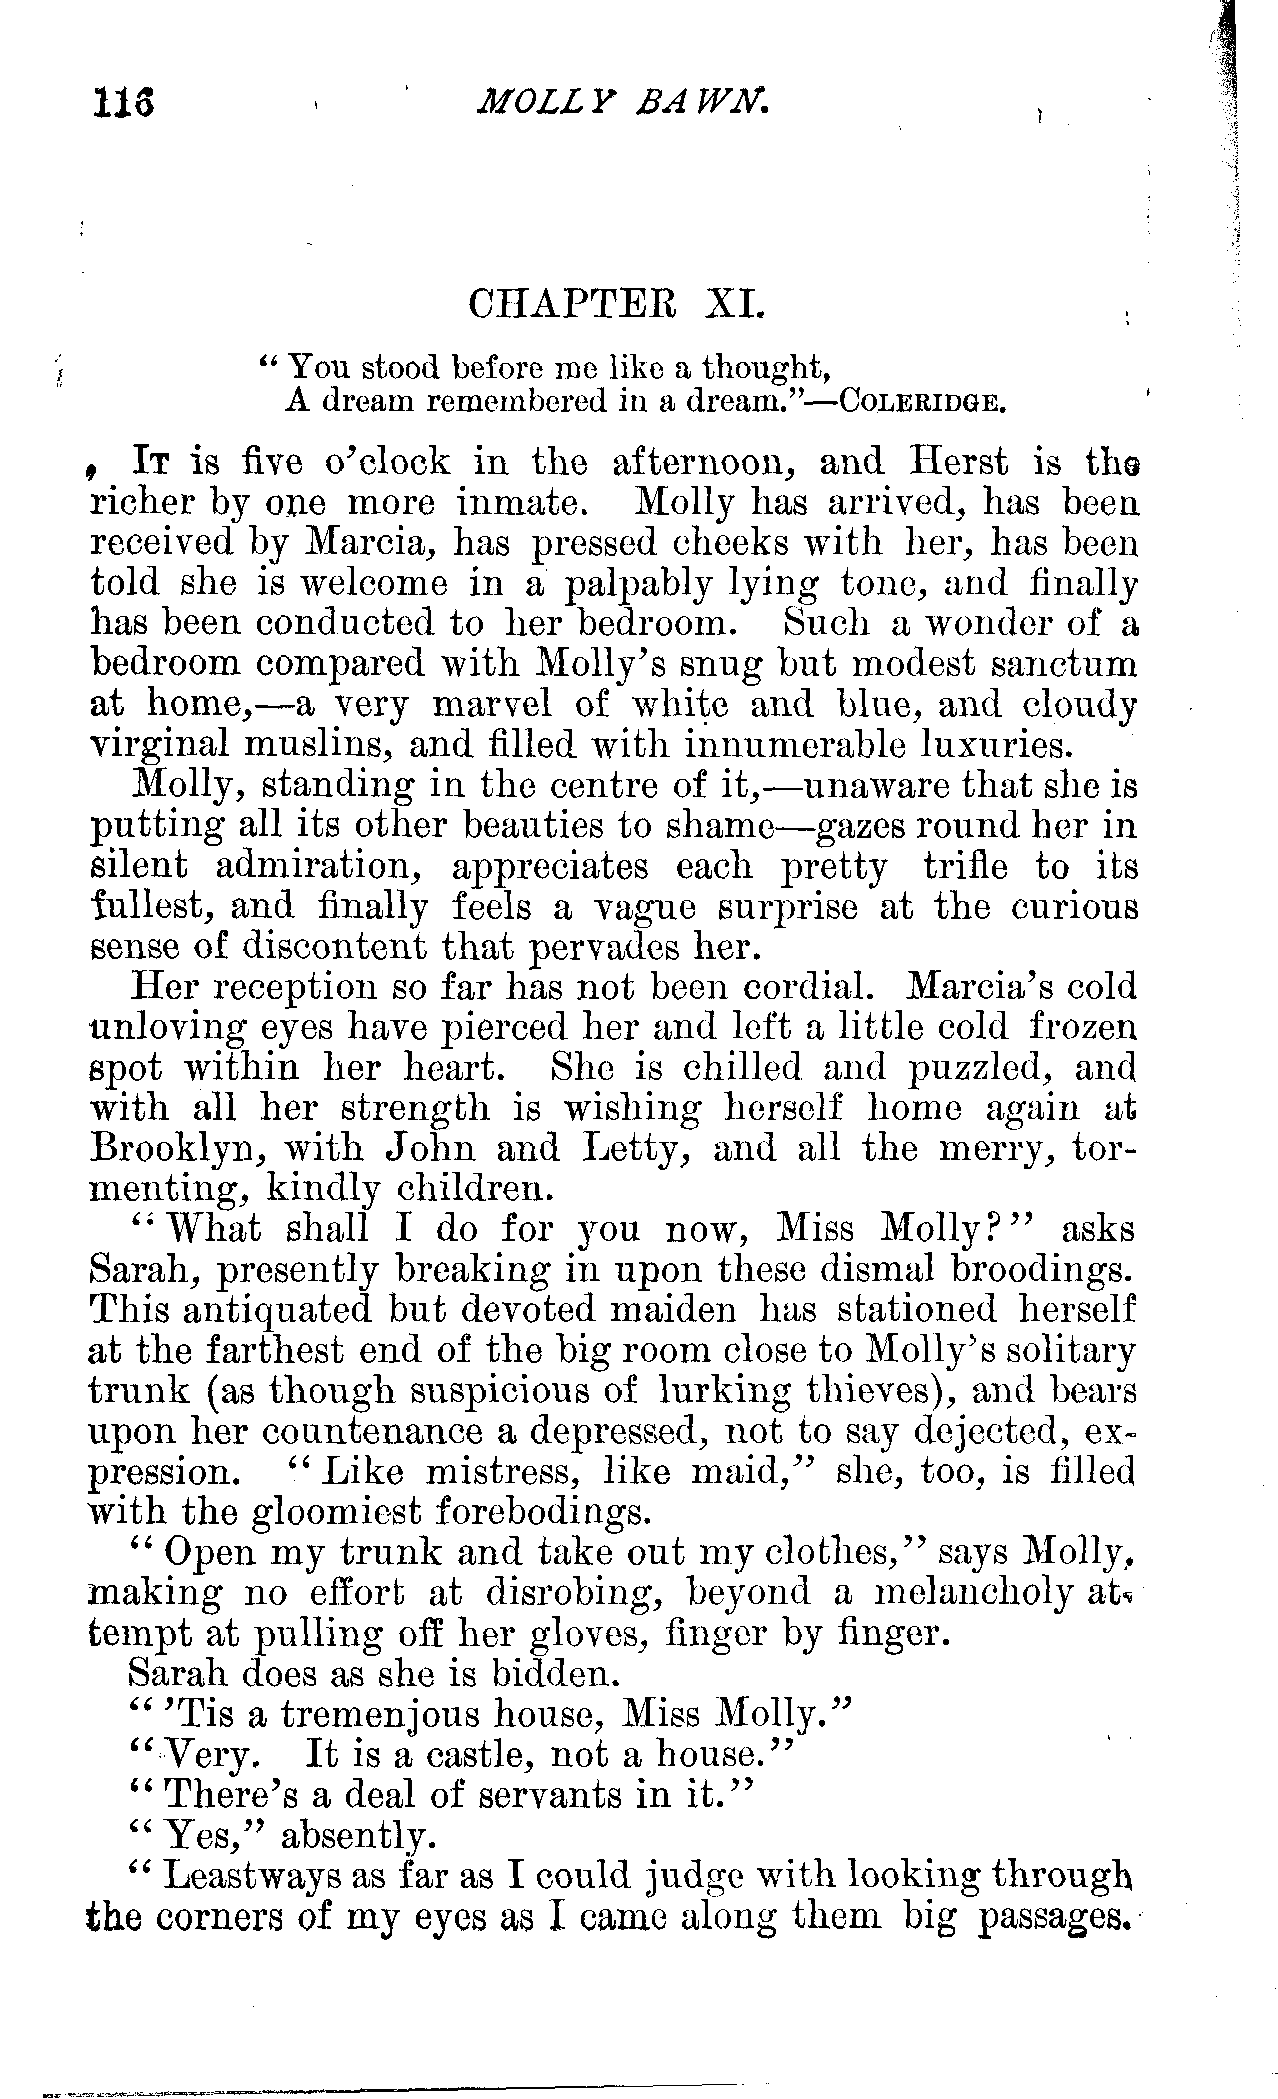 116 MOLLY BAWN.
CHAPTER XI.
"You stood before me like a thought,
A dream remembered in a dream."—COLERIDGE.
IT is five o'clock in the afternoon, and Herst is the
richer by one more inmate. Molly has arrived, has been
received by Marcia, has pressed cheeks with her, has been
told she is welcome in a palpably lying tone, and finally
has been conducted to her bedroom. Such a wonder of a
bedroom compared with Molly's snug but modest sanctum
at home,—a very marvel of white and blue, and cloudy
virginal muslins, and filled with innumerable luxuries.
Molly, standing in the centre of it,—unaware that she is
putting all its other beauties to shame—gazes round her in
silent admiration, appreciates each pretty trifle to its
fullest, and finally feels a vague surprise at the curious
sense of discontent that pervades her.
Her reception so far has not been cordial. Marcia's cold
unloving eyes have pierced her and left a little cold frozen
spot within her heart. She is chilled and puzzled, and
with all her strength is wishing herself home again at
Brooklyn, with John and Letty, and all the merry, tor-
menting, kindly children.
"What shall I do for you now, Miss Molly?" asks
Sarah, presently breaking in upon these dismal broodings.
This antiquated but devoted maiden has stationed herself
at the farthest end of the big room close to Molly's solitary
trunk (as though suspicious of lurking thieves), and bears
upon her countenance a depressed, not to say dejected, ex-
pression. "Like mistress, like maid," she, too, is filled
with the gloomiest forebodings.
"Open my trunk and take out my clothes," says Molly,
making no effort at disrobing, beyond a melancholy at-
tempt at pulling off her gloves, finger by finger.
Sarah does as she is bidden.
"'Tis a tremenjous house, Miss Molly."
"Very. It is a castle, not a house."
"There's a deal of servants in it."
"Yes," absently.
"Leastways as far as I could judge with looking through
the corners of my eyes as I came along them big passages.